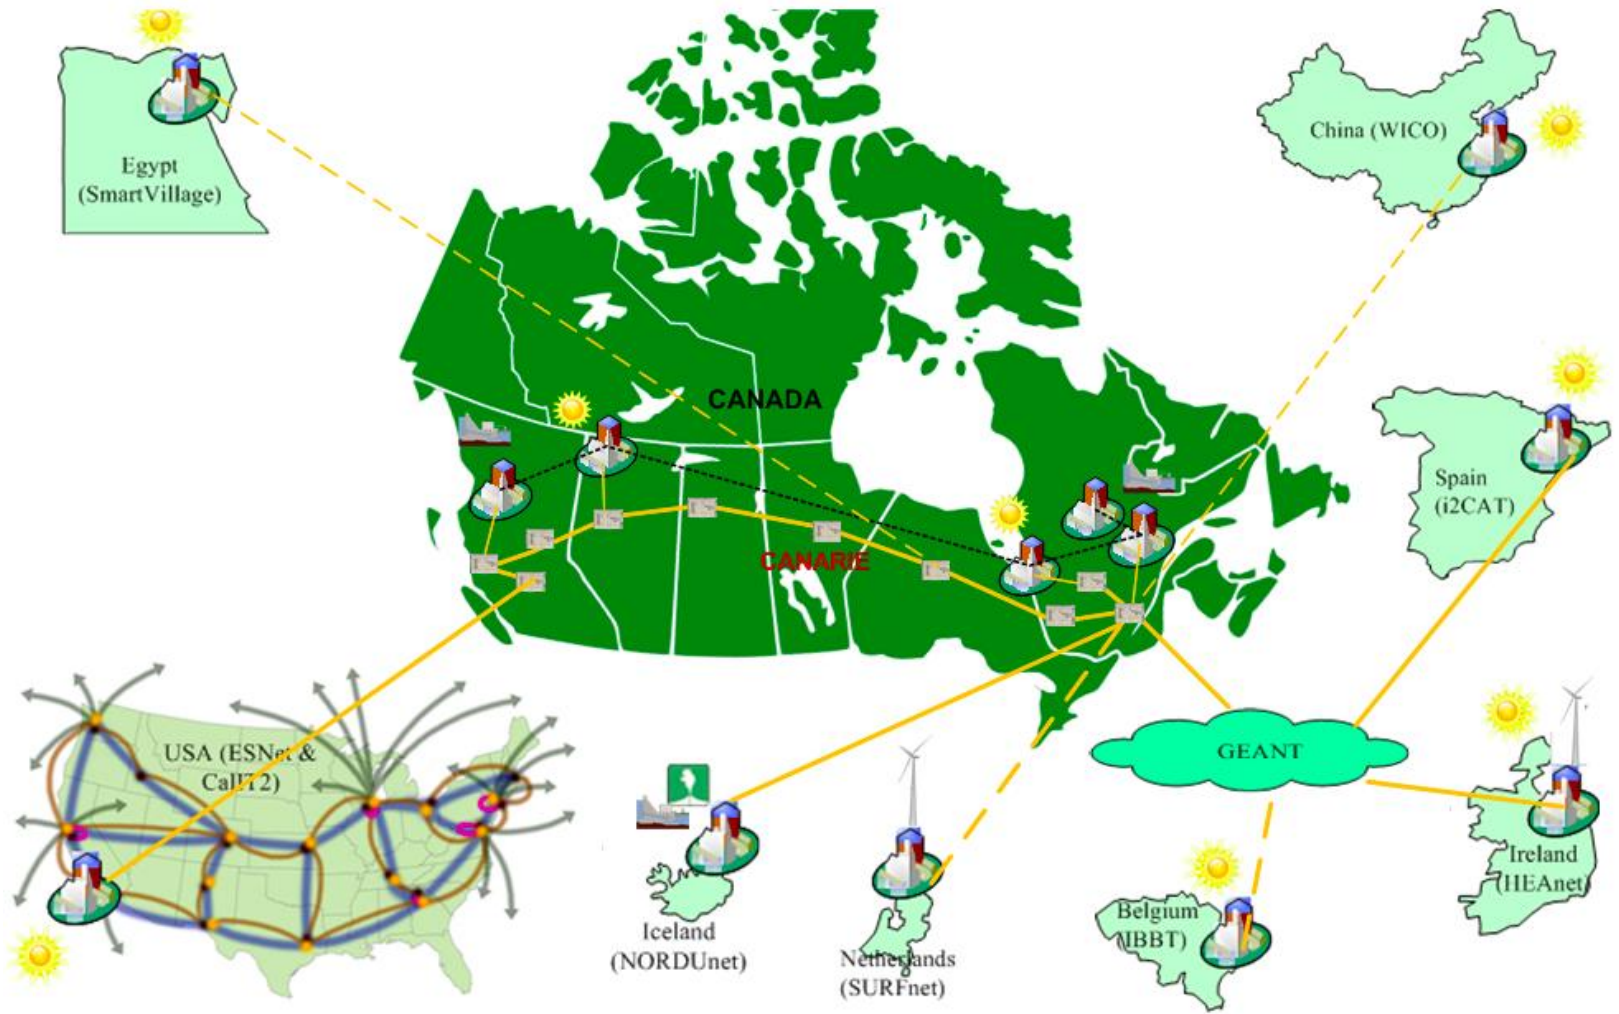 Egypt
(SmartVillage)
China (WICO)
CANADA
Spain
(i2CAT)
CANARIE
USA (ESNet &
CalIT2)
GEANT
Ireland
(HEAnet)
Belgium
(IBBT)
Iceland
(NORDUnet)
Netherlands
(SURFnet)